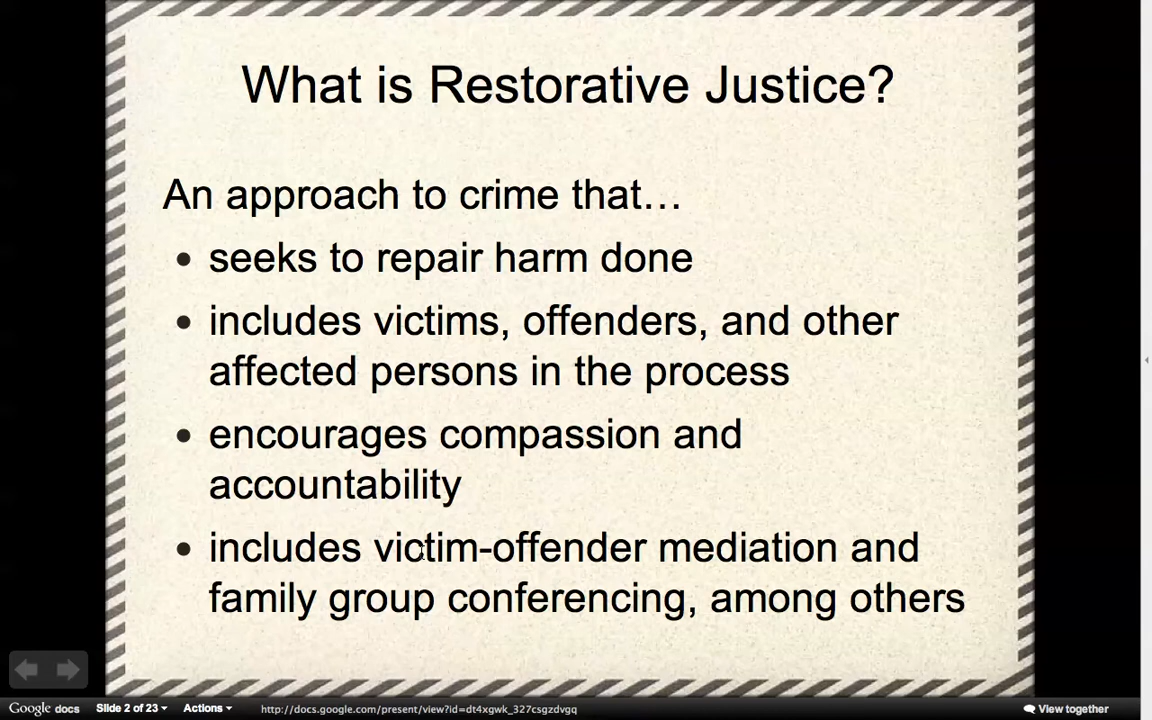 What is Restorative Justice?
An approach to crime that…
• seeks to repair harm done
• includes victims, offenders, and other
affected persons in the process
• encourages compassion and
accountability
• includes victim-offender mediation and
family group conferencing, among others
Google docs Slide 2 of 23 Actions http://docs.google.com/present/view?id=dt4xgwk_327csgzdvgq View together